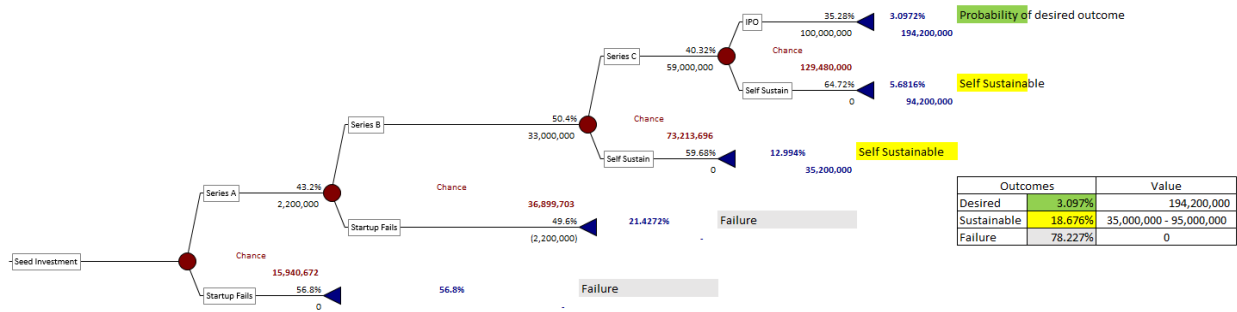 IPO 35.28% 3.0972% Probability of desired outcome
100,000,000 194,200,000
Series C 40.32% Chance
59,000,000 129,480,000
Self Sustain 64.72% 5.6816% Self Sustainable
0 94,200,000
Series B 50.4% Chance
33,000,000 73,213,696
Self Sustain 59.68% 12.994% Self Sustainable
0 35,200,000
Series A 43.2% Chance
2,200,000 36,899,703
Startup Fails 49.6% 21.4272% Failure
(2,200,000) -
Seed Investment Chance
15,940,672
Startup Fails 56.8% 56.8% Failure
0 -
Outcomes Value
Desired 3.097% 194,200,000
Sustainable 18.676% 35,000,000 - 95,000,000
Failure 78.227% 0